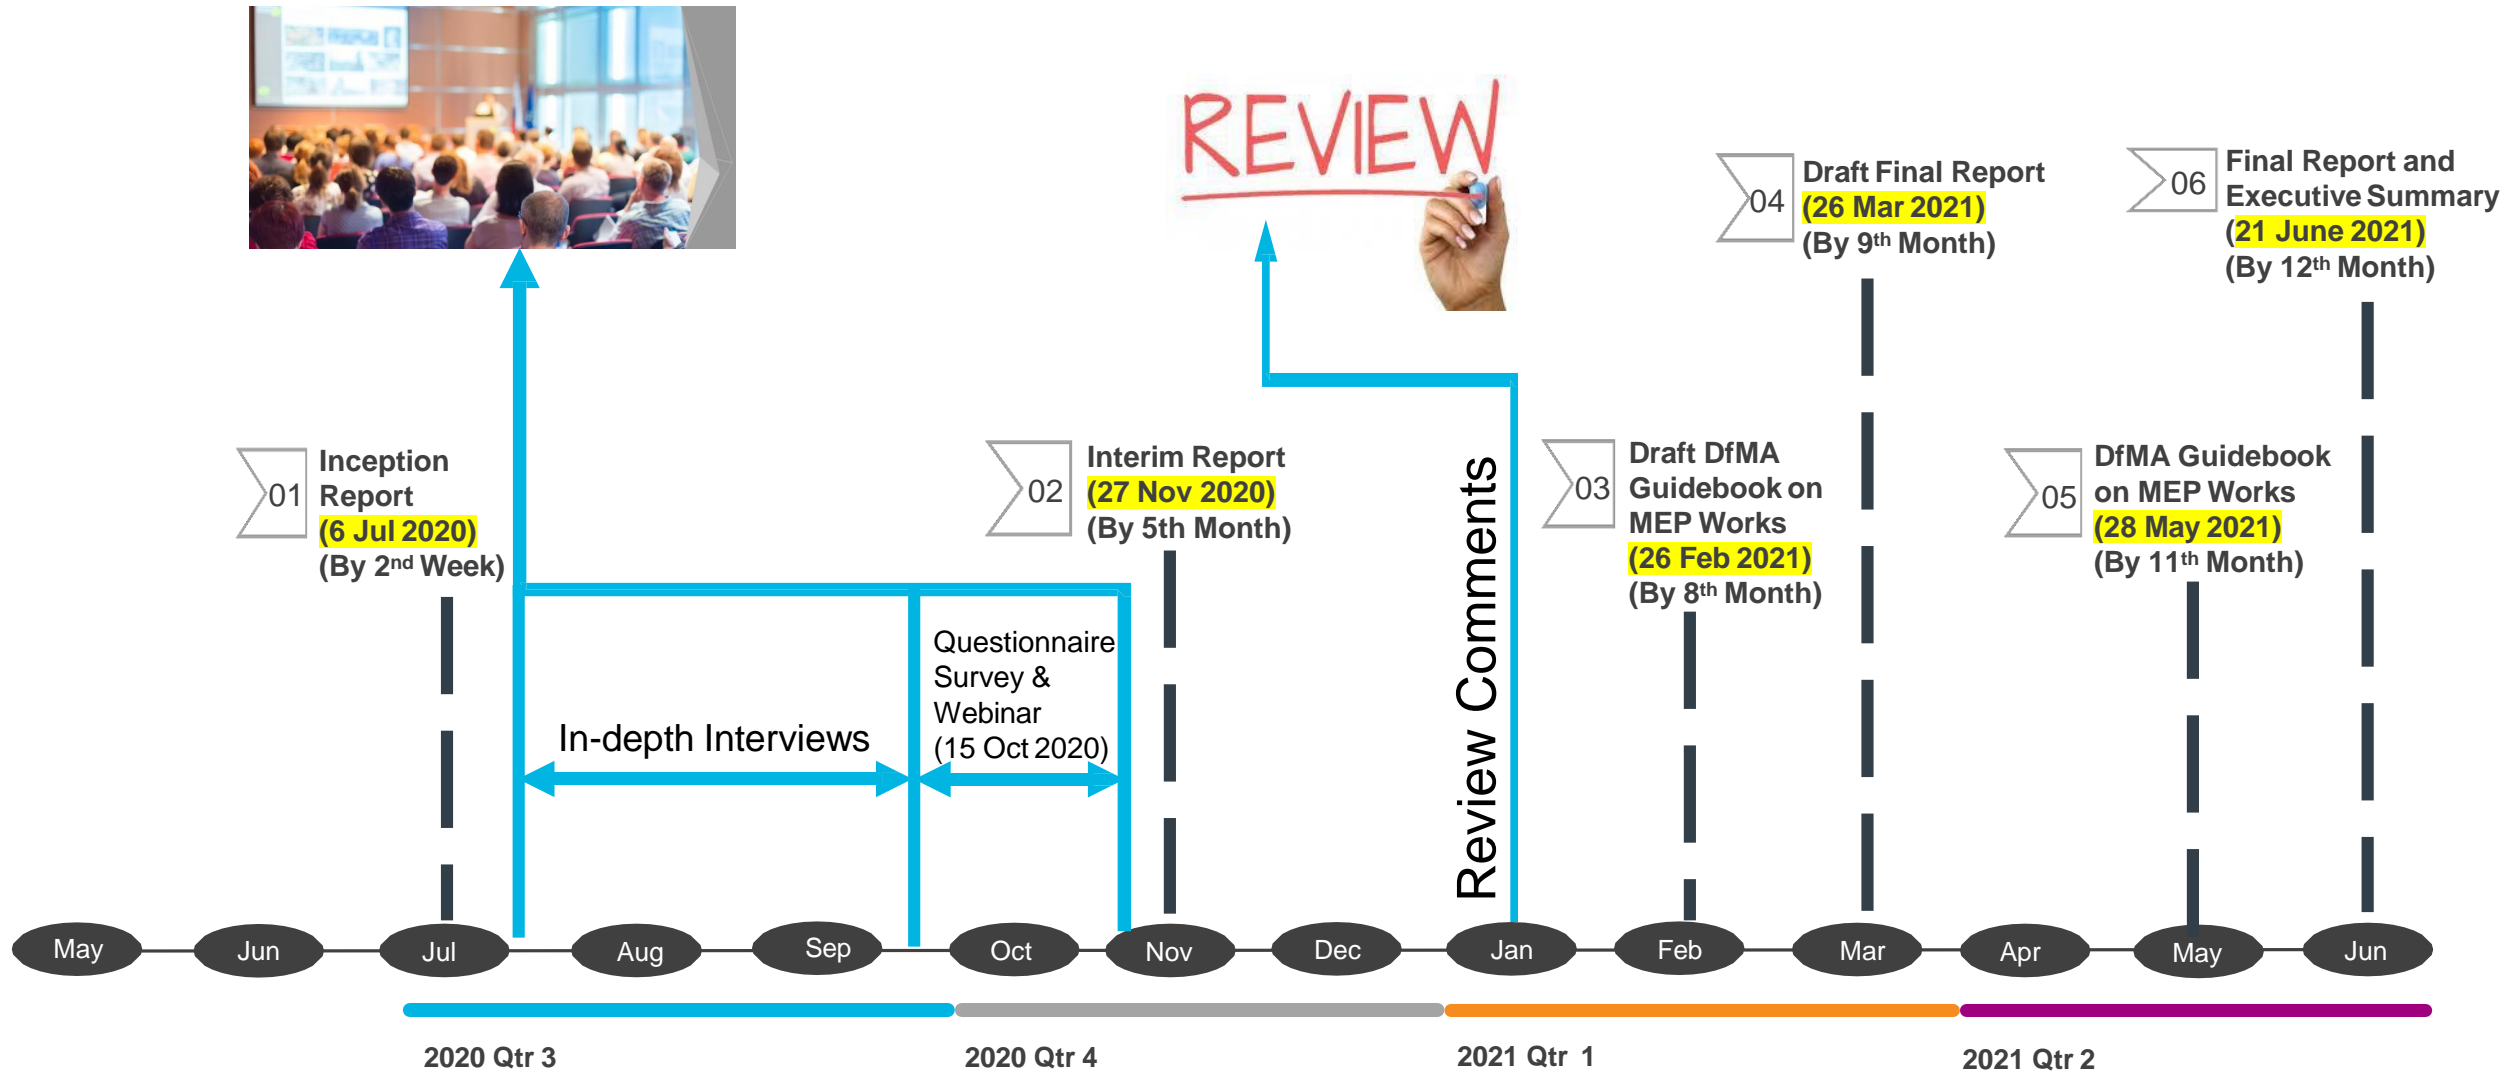 REVIEW
01
Inception
Report
(6 Jul 2020)
(By 2nd Week)
02
Interim Report
(27 Nov 2020)
(By 5th Month)
03
Draft DfMA
Guidebook on
MEP Works
(26 Feb 2021)
(By 8th Month)
04
Draft Final Report
(26 Mar 2021)
(By 9th Month)
05
DfMA Guidebook
on MEP Works
(28 May 2021)
(By 11th Month)
06
Final Report and
Executive Summary
(21 June 2021)
(By 12th Month)
In-depth Interviews
Questionnaire
Survey &
Webinar
(15 Oct 2020)
Review Comments
May Jun Jul Aug Sep Oct Nov Dec Jan Feb Mar Apr May Jun
2020 Qtr 3 2020 Qtr 4 2021 Qtr 1 2021 Qtr 2